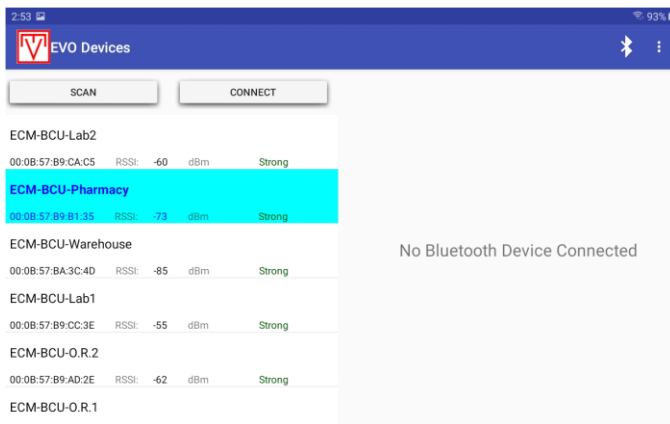 2:53 93%
EVO Devices
SCAN CONNECT
ECM-BCU-Lab2
00:0B:57:B9:CA:C5 RSSI: -60 dBm Strong
ECM-BCU-Pharmacy
00:0B:57:B9:B1:35 RSSI: -73 dBm Strong
ECM-BCU-Warehouse
00:0B:57:BA:3C:4D RSSI: -85 dBm Strong
ECM-BCU-Lab1
00:0B:57:B9:CC:3E RSSI: -55 dBm Strong
ECM-BCU-O.R.2
00:0B:57:B9:AD:2E RSSI: -62 dBm Strong
ECM-BCU-O.R.1
No Bluetooth Device Connected